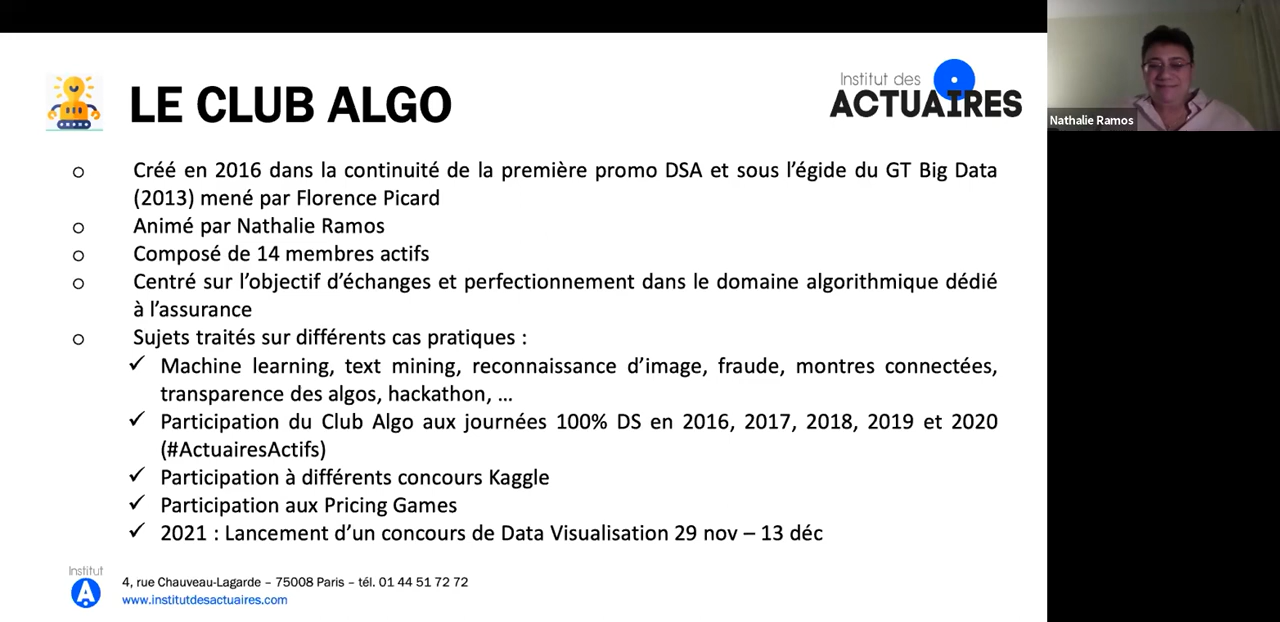 LE CLUB ALGO
Institut des
ACTUAIRES
Nathalie Ramos
o Créé en 2016 dans la continuité de la première promo DSA et sous l’égide du GT Big Data
(2013) mené par Florence Picard
o Animé par Nathalie Ramos
o Composé de 14 membres actifs
o Centré sur l’objectif d’échanges et perfectionnement dans le domaine algorithmique dédié
à l’assurance
o Sujets traités sur différents cas pratiques :
✓ Machine learning, text mining, reconnaissance d’image, fraude, montres connectées,
transparence des algos, hackathon, …
✓ Participation du Club Algo aux journées 100% DS en 2016, 2017, 2018, 2019 et 2020
(#ActuairesActifs)
✓ Participation à différents concours Kaggle
✓ Participation aux Pricing Games
✓ 2021 : Lancement d’un concours de Data Visualisation 29 nov – 13 déc
Institut
A
4, rue Chauveau-Lagarde – 75008 Paris – tél. 01 44 51 72 72
www.institutdesactuaires.com